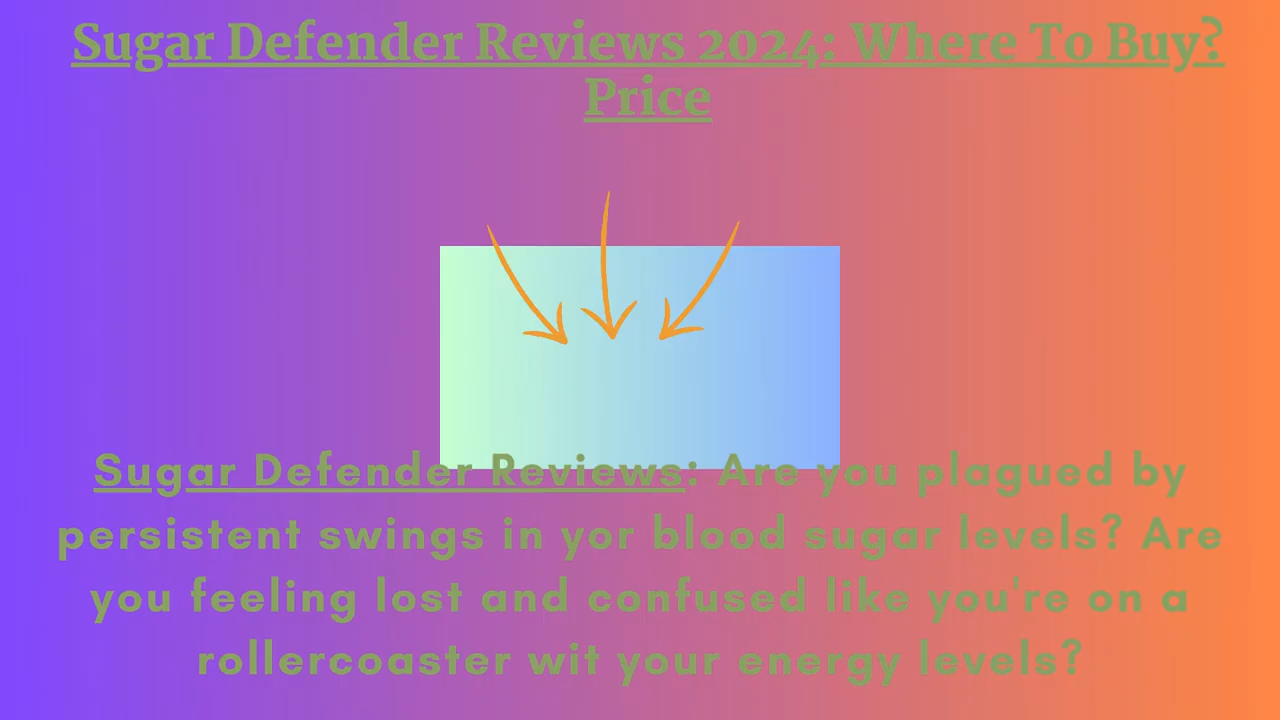 Sugar Defender Reviews 2024: Where To Buy?
Price
Sugar Defender Reviews: Are you plagued by
persistent swings in yor blood sugar levels? Are
you feeling lost and confused like you're on a
rollercoaster wit your energy levels?